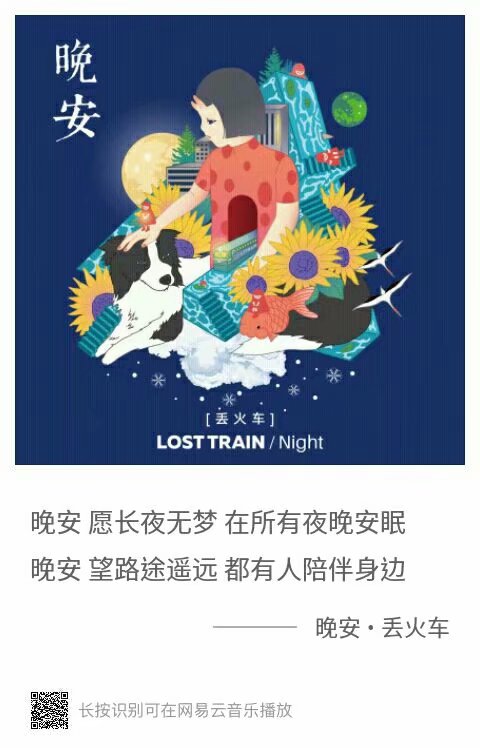 晚安
[丢火车]
LOST TRAIN / Night
晚安 愿长夜无梦 在所有夜晚安眠
晚安 望路途遥远 都有人陪伴身边
—— 晚安·丢火车
长按识别可在网易云音乐播放